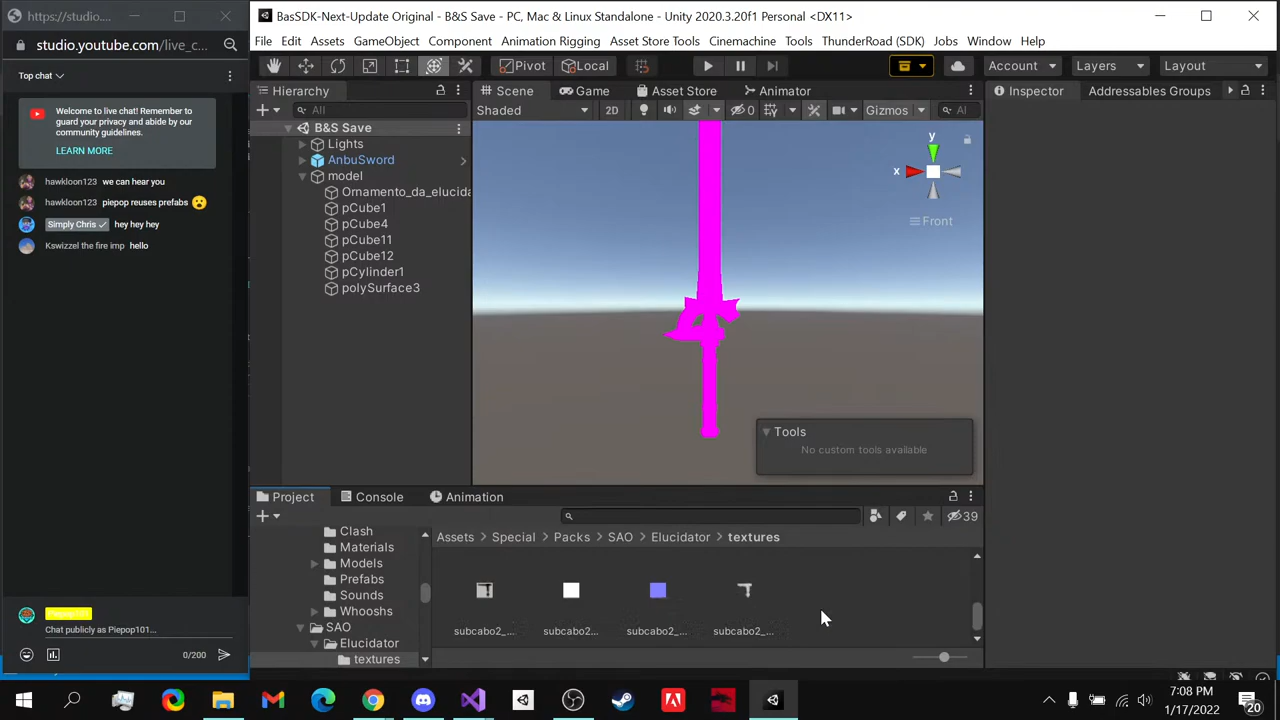 https://studio....
studio.youtube.com/live_c...
Top chat
Welcome to live chat! Remember to
guard your privacy and abide by our
community guidelines.
LEARN MORE
hawkloon123 we can hear you
hawkloon123 piepop reuses prefabs
Simply Chris hey hey hey
Kswizzel the fire imp hello
Chat publicly as Piepop101...
0/200
BasSDK-Next-Update Original - B&S Save - PC, Mac & Linux Standalone - Unity 2020.3.20f1 Personal <DX11>
File Edit Assets GameObject Component Animation Rigging Asset Store Tools Cinemachine Tools ThunderRoad (SDK) Jobs Window Help
Pivot Local Account Layers Layout
Hierarchy
All
B&S Save
Lights
AnbuSword
model
Ornamento_da_elucida
pCube1
pCube4
pCube11
pCube12
pCylinder1
polySurface3
Scene Game Asset Store Animator
Shaded 2D 0 Gizmos Al
y
x
Front
Tools
No custom tools available
Inspector Addressables Groups
Project Console Animation
39
Clash
Materials
Models
Prefabs
Sounds
Whooshs
SAO
Elucidator
textures
Assets > Special > Packs > SAO > Elucidator > textures
subcabo2_... subcabo2... subcabo2_... subcabo2_...
7:08 PM
1/17/2022
20